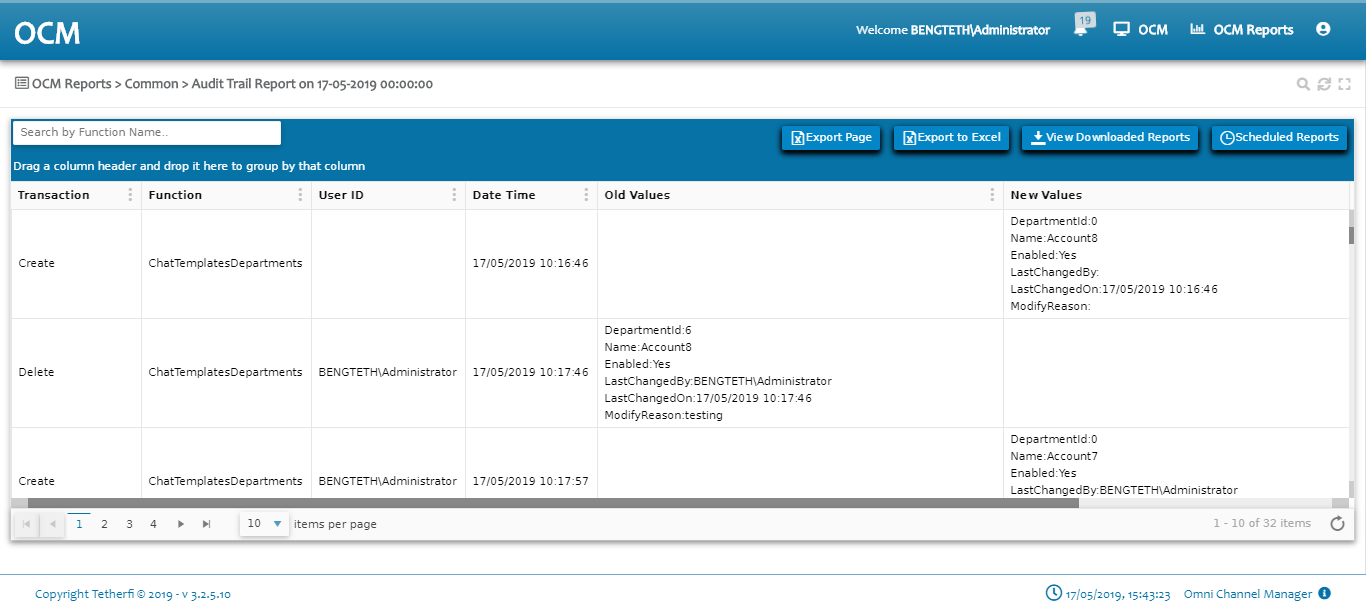 OCM
Welcome BENGTETH\Administrator
19
OCM
OCM Reports
OCM Reports > Common > Audit Trail Report on 17-05-2019 00:00:00
Search by Function Name..
Export Page
Export to Excel
View Downloaded Reports
Scheduled Reports
Drag a column header and drop it here to group by that column
Transaction Function User ID Date Time Old Values New Values
Create ChatTemplatesDepartments 17/05/2019 10:16:46
DepartmentId:0
Name:Account8
Enabled:Yes
LastChangedBy:
LastChangedOn:17/05/2019 10:16:46
ModifyReason:
Delete ChatTemplatesDepartments BENGTETH\Administrator 17/05/2019 10:17:46
DepartmentId:6
Name:Account8
Enabled:Yes
LastChangedBy:BENGTETH\Administrator
LastChangedOn:17/05/2019 10:17:46
ModifyReason:testing
Create ChatTemplatesDepartments BENGTETH\Administrator 17/05/2019 10:17:57
DepartmentId:0
Name:Account7
Enabled:Yes
LastChangedBy:BENGTETH\Administrator
1 2 3 4
10 items per page
1 - 10 of 32 items
Copyright Tetherfi © 2019 - v 3.2.5.10
17/05/2019, 15:43:23
Omni Channel Manager